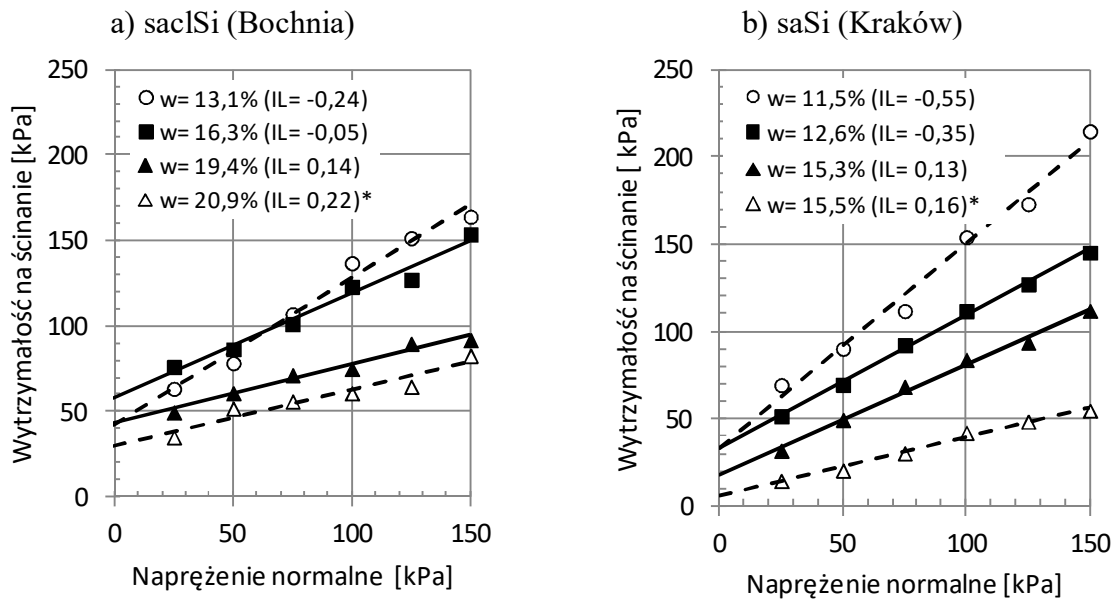 a) saclSi (Bochnia)
250
200
150
100
50
0
0 50 100 150
Wytrzymałość na ścinanie [kPa]
Naprężenie normalne [kPa]
w= 13,1% (IL= -0,24)
w= 16,3% (IL= -0,05)
w= 19,4% (IL= 0,14)
w= 20,9% (IL= 0,22)*
b) saSi (Kraków)
250
200
150
100
50
0
0 50 100 150
Wytrzymałość na ścinanie [ kPa]
Naprężenie normalne [kPa]
w= 11,5% (IL= -0,55)
w= 12,6% (IL= -0,35)
w= 15,3% (IL= 0,13)
w= 15,5% (IL= 0,16)*